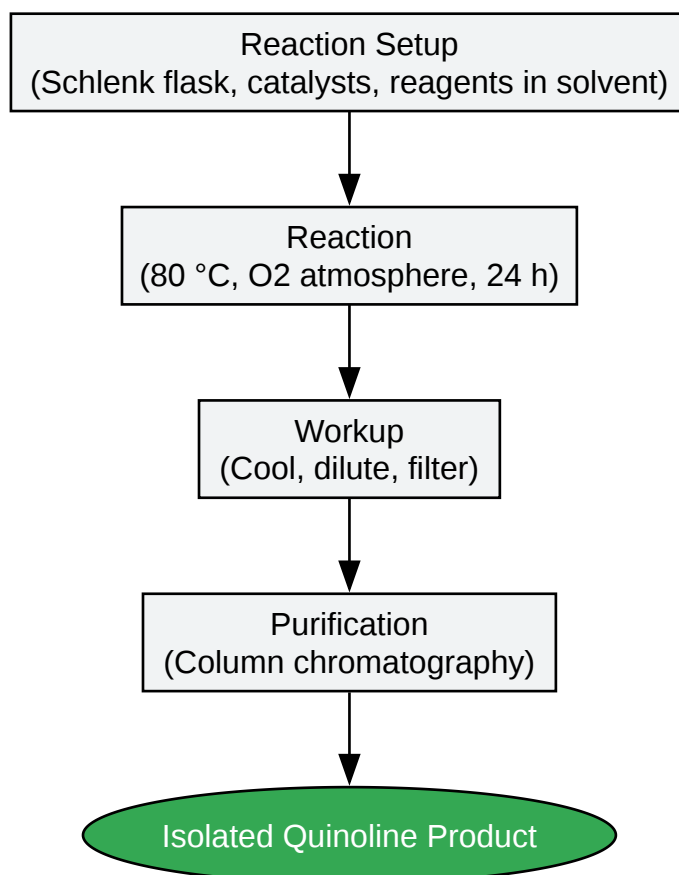 Reaction Setup
(Schlenk flask, catalysts, reagents in solvent)
Reaction
(80 °C, O2 atmosphere, 24 h)
Workup
(Cool, dilute, filter)
Purification
(Column chromatography)
Isolated Quinoline Product